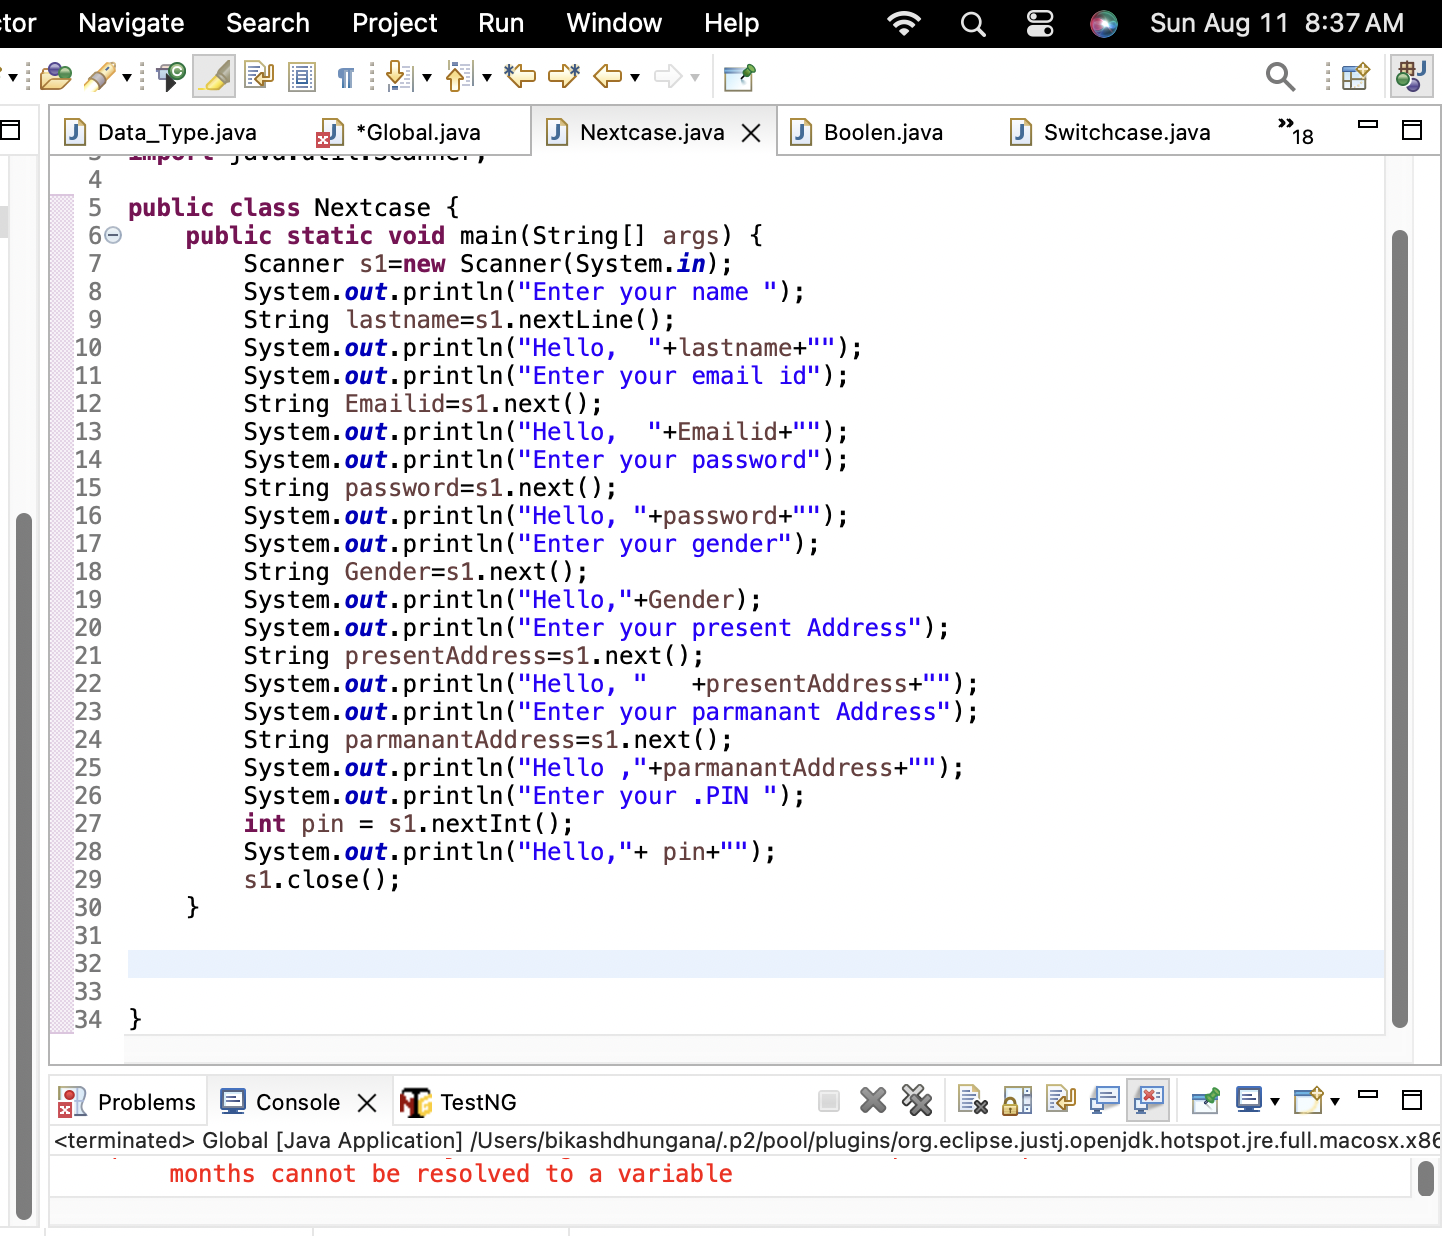 tor Navigate Search Project Run Window Help Sun Aug 11 8:37 AM
Data_Type.java *Global.java Nextcase.java Boolen.java Switchcase.java »18
3 import java.util.Scanner;
4
5 public class Nextcase {
6 public static void main(String[] args) {
7 Scanner s1=new Scanner(System.in);
8 System.out.println("Enter your name ");
9 String lastname=s1.nextLine();
10 System.out.println("Hello,  "+lastname+"");
11 System.out.println("Enter your email id");
12 String Emailid=s1.next();
13 System.out.println("Hello,  "+Emailid+"");
14 System.out.println("Enter your password");
15 String password=s1.next();
16 System.out.println("Hello, "+password+"");
17 System.out.println("Enter your gender");
18 String Gender=s1.next();
19 System.out.println("Hello,"+Gender);
20 System.out.println("Enter your present Address");
21 String presentAddress=s1.next();
22 System.out.println("Hello, "   +presentAddress+"");
23 System.out.println("Enter your parmanant Address");
24 String parmanantAddress=s1.next();
25 System.out.println("Hello ,"+parmanantAddress+"");
26 System.out.println("Enter your .PIN ");
27 int pin = s1.nextInt();
28 System.out.println("Hello,"+ pin+"");
29 s1.close();
30 }
31
32
33
34 }
Problems Console TestNG
<terminated> Global [Java Application] /Users/bikashdhungana/.p2/pool/plugins/org.eclipse.justj.openjdk.hotspot.jre.full.macosx.x86
months cannot be resolved to a variable